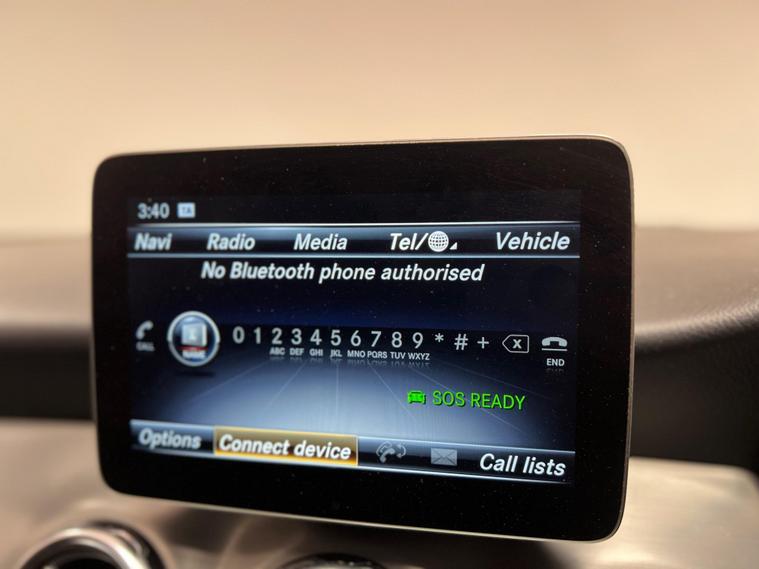 3:40 TA
Navi Radio Media Tel/ Vehicle
No Bluetooth phone authorised
CALL NAME 0 1 2 3 4 5 6 7 8 9 * # + X END
ABC DEF GHI JKL MNO PQRS TUV WXYZ
SOS READY
Options Connect device Call lists